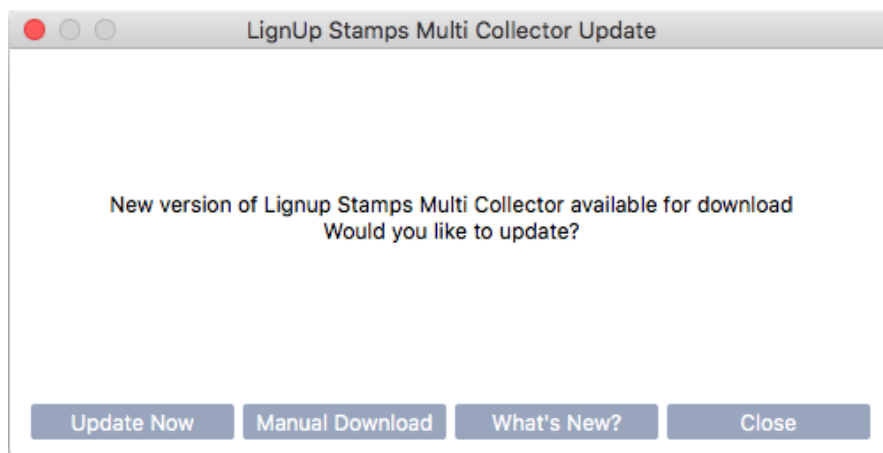 LignUp Stamps Multi Collector Update
New version of Lignup Stamps Multi Collector available for download
Would you like to update?
Update Now
Manual Download
What's New?
Close